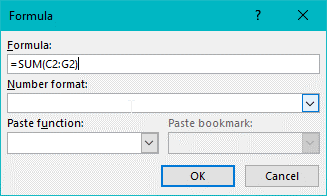 Formula
? ×
Formula:
=SUM(C2:G2)
Number format:
Paste function: Paste bookmark:
OK Cancel